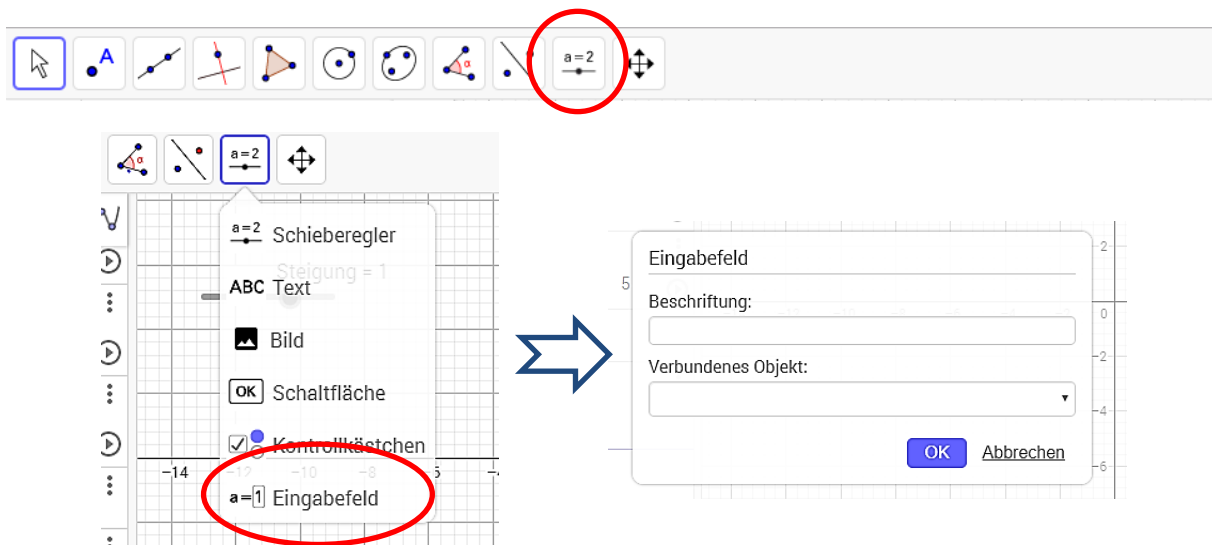 A
α
a=2
α
a=2
a=2 Schieberegler
Steigung = 1
ABC Text
Bild
OK Schaltfläche
Kontrollkästchen
-14 -12 -10 -8
a=1 Eingabefeld
Eingabefeld
Beschriftung:
Verbundenes Objekt:
OK Abbrechen
5
2
0
-2
-4
-6